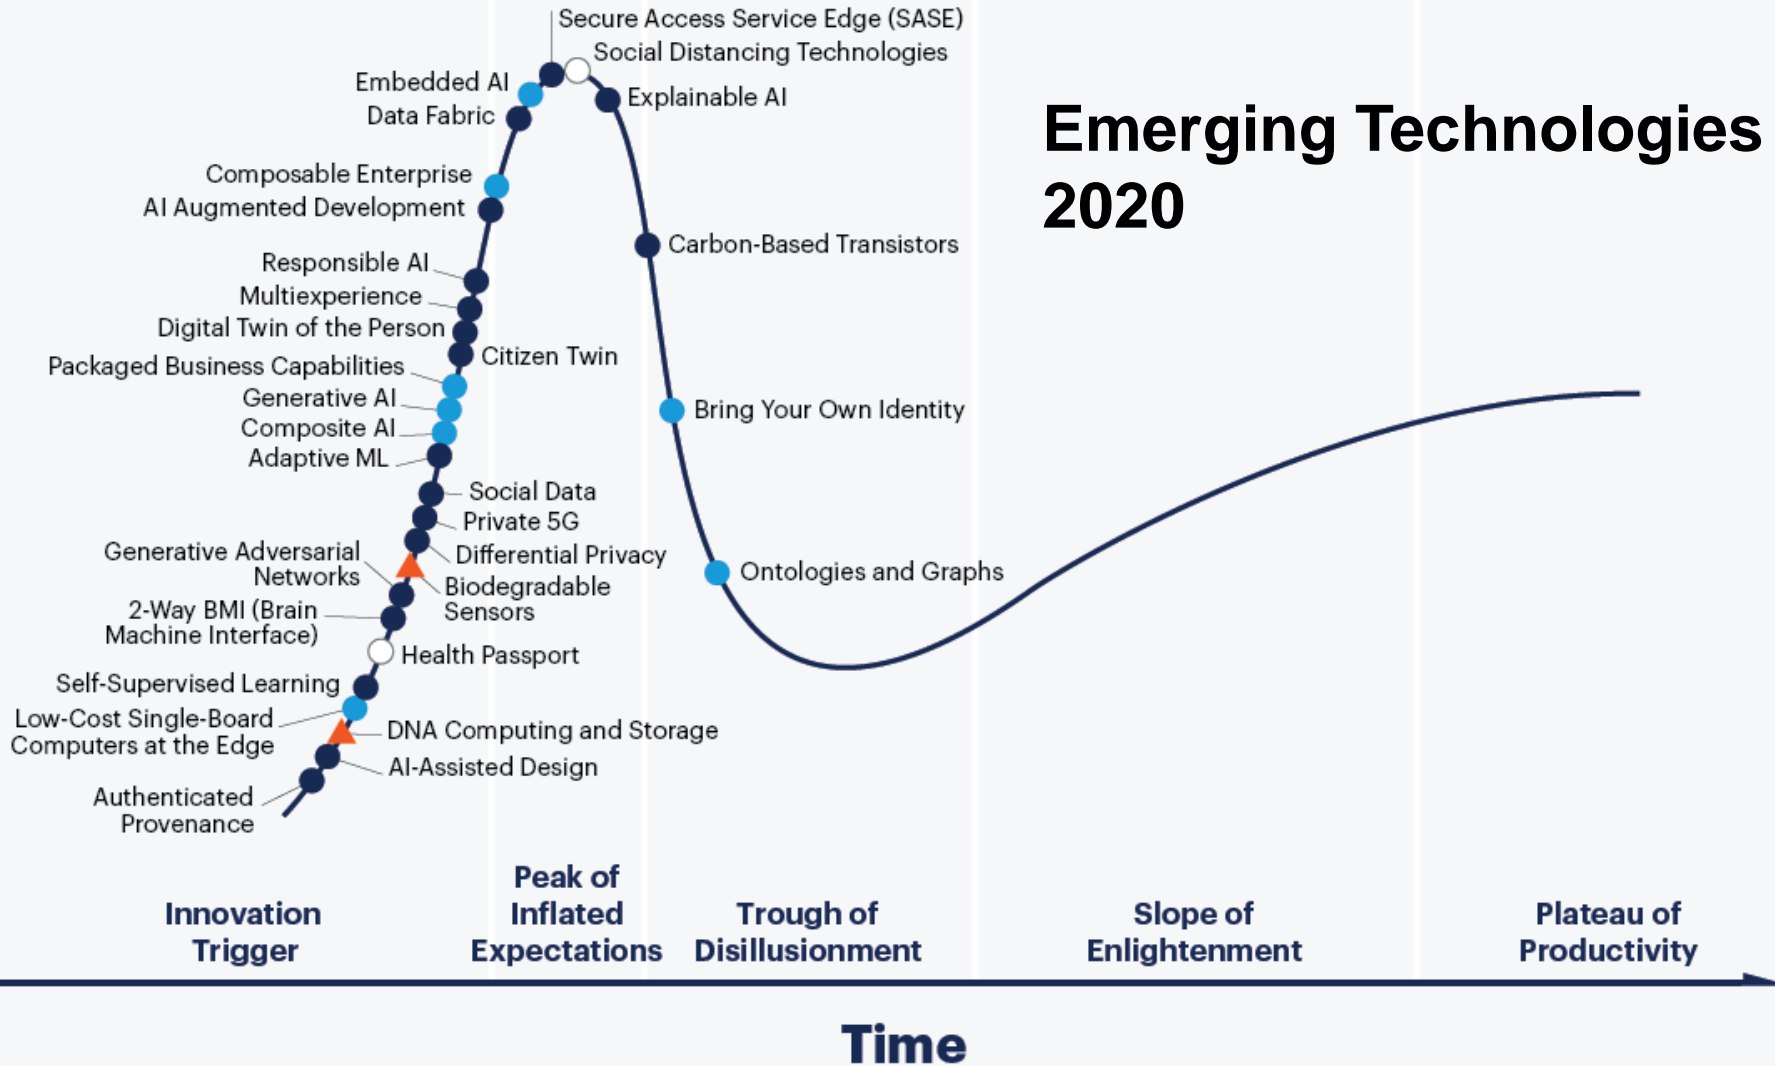 Secure Access Service Edge (SASE)
Social Distancing Technologies
Embedded AI
Explainable AI
Data Fabric
Emerging Technologies
2020
Composable Enterprise
AI Augmented Development
Carbon-Based Transistors
Responsible AI
Multiexperience
Digital Twin of the Person
Citizen Twin
Packaged Business Capabilities
Generative AI
Bring Your Own Identity
Composite AI
Adaptive ML
Social Data
Private 5G
Generative Adversarial
Networks
Differential Privacy
Ontologies and Graphs
Biodegradable
Sensors
2-Way BMI (Brain
Machine Interface)
Health Passport
Self-Supervised Learning
Low-Cost Single-Board
Computers at the Edge
DNA Computing and Storage
AI-Assisted Design
Authenticated
Provenance
Innovation
Trigger
Peak of
Inflated
Expectations
Trough of
Disillusionment
Slope of
Enlightenment
Plateau of
Productivity
Time